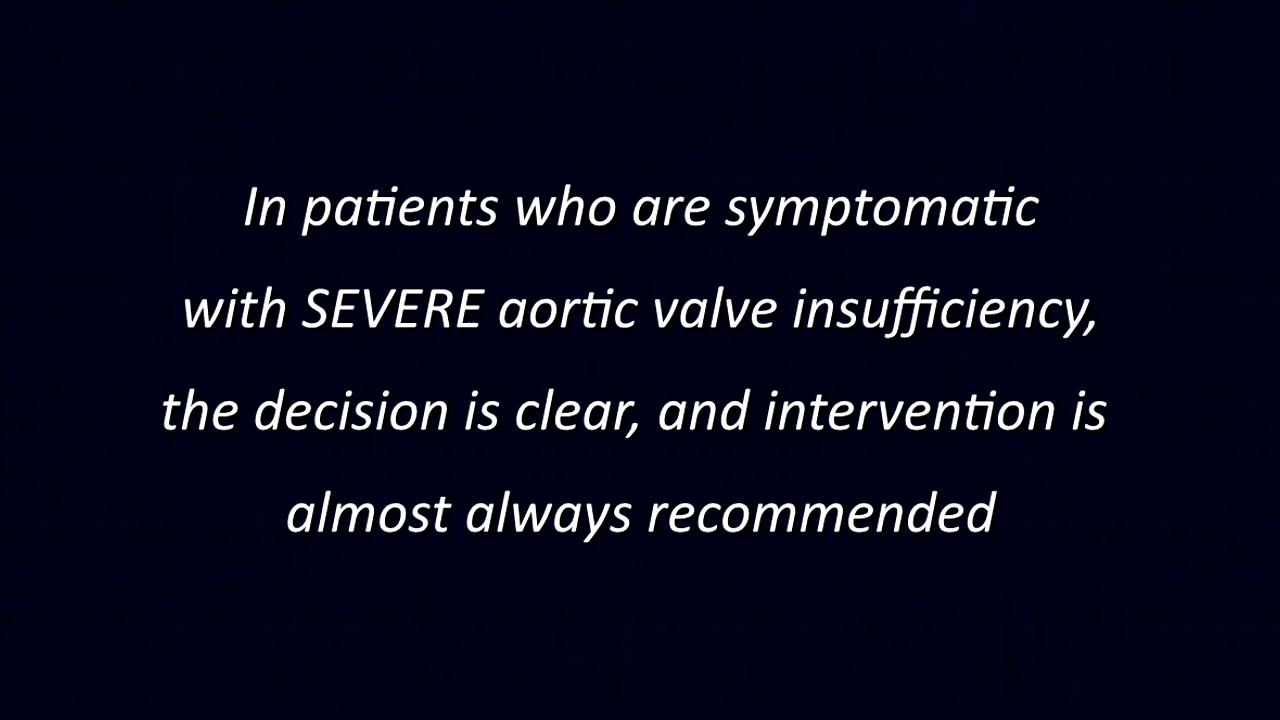 In patients who are symptomatic
with SEVERE aortic valve insufficiency,
the decision is clear, and intervention is
almost always recommended